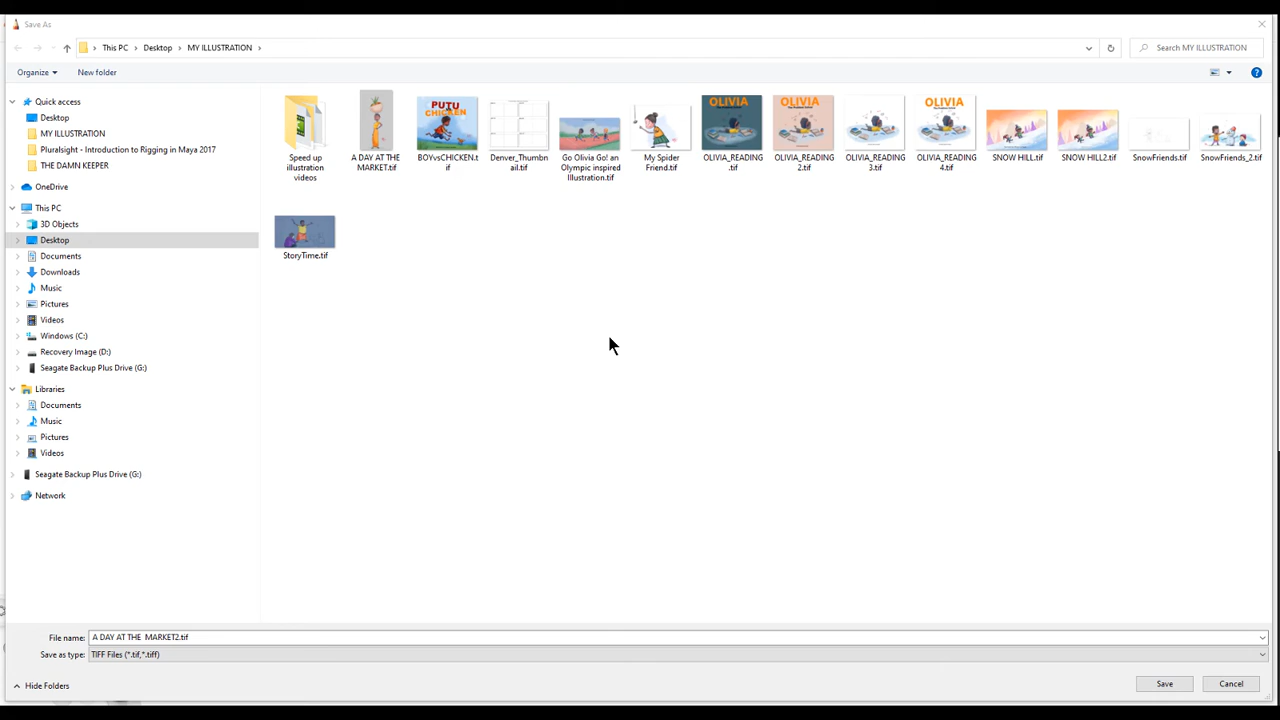 Save As
This PC > Desktop > MY ILLUSTRATION >
Search MY ILLUSTRATION
Organize
New folder
Quick access
Desktop
MY ILLUSTRATION
Pluralsight - Introduction to Rigging in Maya 2017
THE DAMN KEEPER
OneDrive
This PC
3D Objects
Desktop
Documents
Downloads
Music
Pictures
Videos
Windows (C:)
Recovery Image (D:)
Seagate Backup Plus Drive (G:)
Libraries
Documents
Music
Pictures
Videos
Seagate Backup Plus Drive (G:)
Network
Speed up
illustration
videos
A DAY AT THE
MARKET.tif
PUTU
CHICKEN
BOYvsCHICKEN.t
if
Denver_Thumbn
ail.tif
Go Olivia Go! an
Olympic inspired
Illustration.tif
My Spider
Friend.tif
OLIVIA
OLIVIA_READING
.tif
OLIVIA
OLIVIA_READING
2.tif
OLIVIA
OLIVIA_READING
3.tif
OLIVIA
OLIVIA_READING
4.tif
SNOW HILL.tif
SNOW HILL2.tif
SnowFriends.tif
SnowFriends_2.tif
StoryTime.tif
File name:
A DAY AT THE  MARKET2.tif
Save as type:
TIFF Files (*.tif,*.tiff)
Hide Folders
Save
Cancel